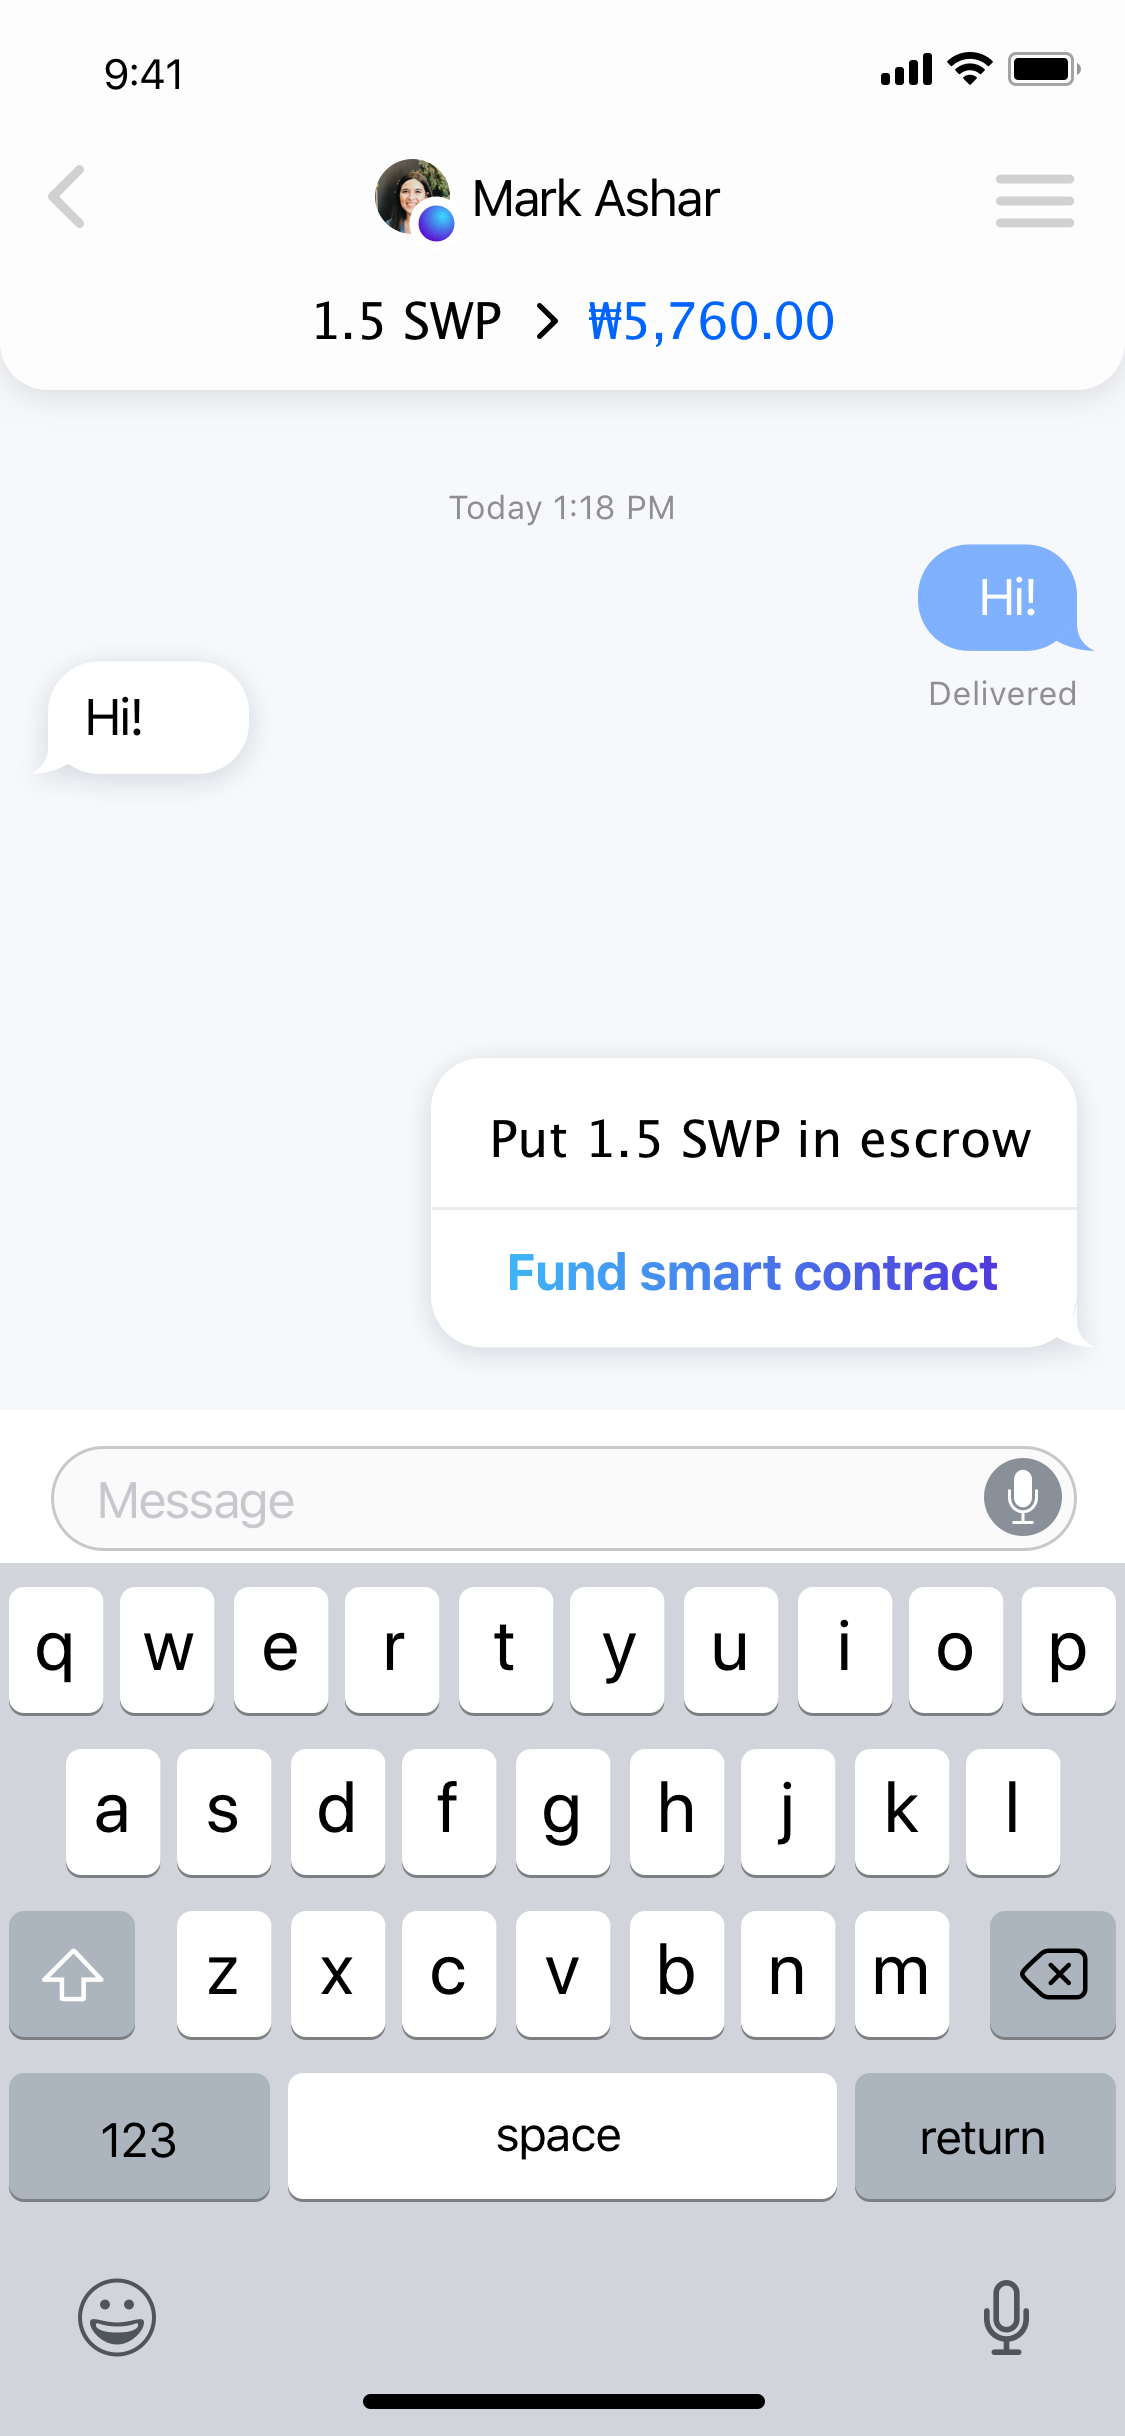 9:41
Mark Ashar
1.5 SWP > ₩5,760.00
Today 1:18 PM
Hi!
Delivered
Hi!
Put 1.5 SWP in escrow
Fund smart contract
Message
q w e r t y u i o p
a s d f g h j k l
z x c v b n m
123 space return